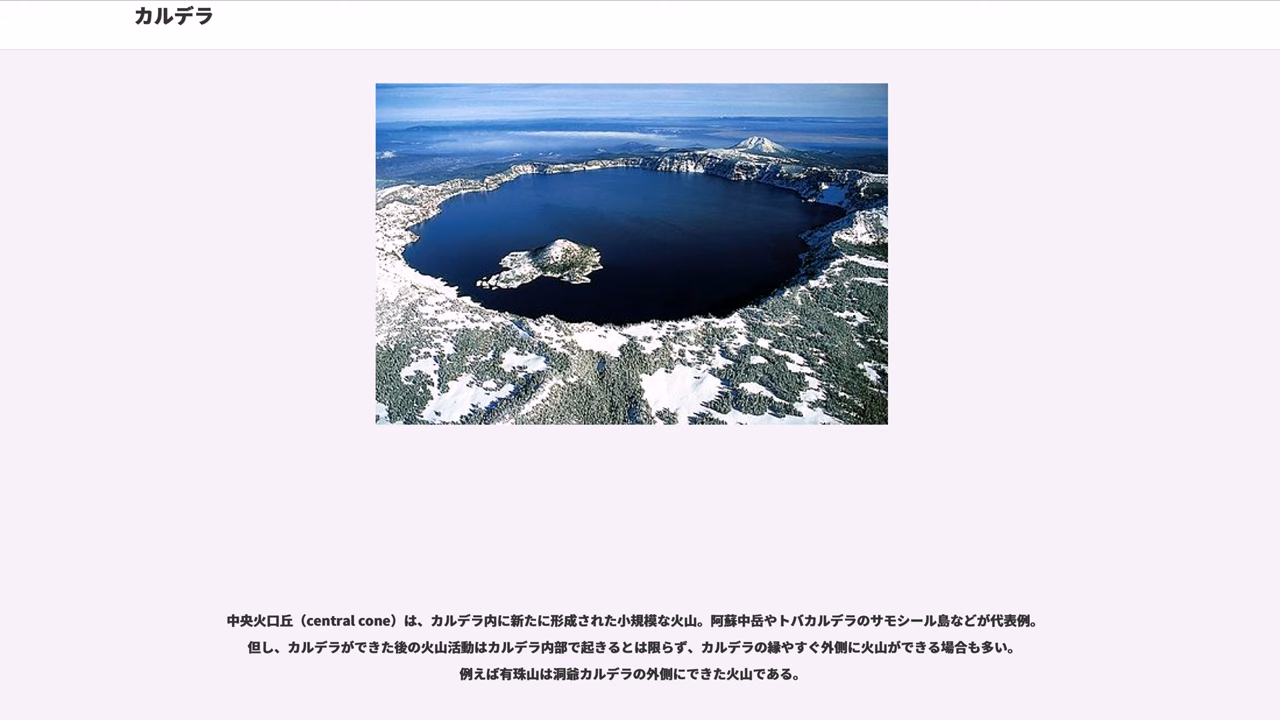 カルデラ
中央火口丘（central cone）は、カルデラ内に新たに形成された小規模な火山。阿蘇中岳やトバカルデラのサモシール島などが代表例。
但し、カルデラができた後の火山活動はカルデラ内部で起きるとは限らず、カルデラの縁やすぐ外側に火山ができる場合も多い。
例えば有珠山は洞爺カルデラの外側にできた火山である。